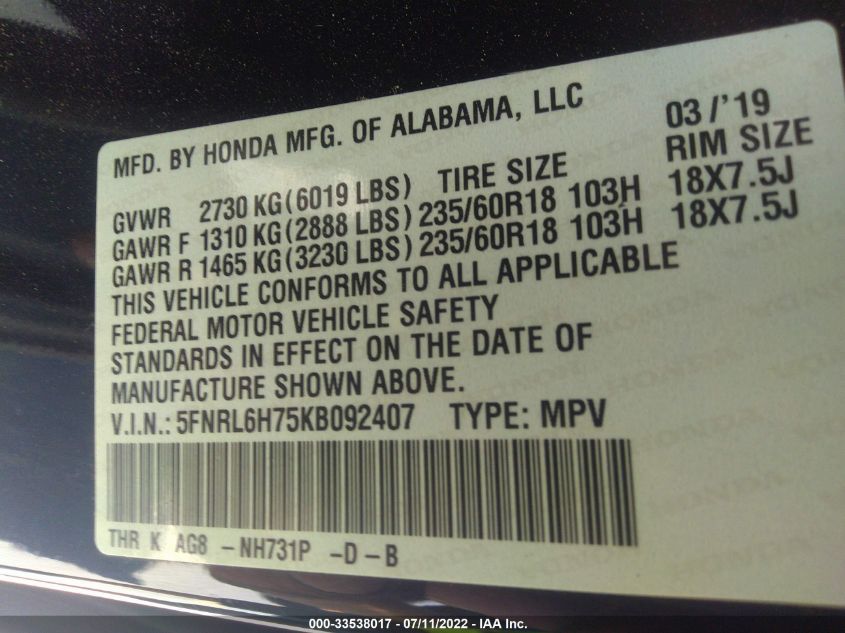 MFD. BY HONDA MFG. OF ALABAMA, LLC 03/'19
GVWR 2730 KG(6019 LBS) TIRE SIZE RIM SIZE
GAWR F 1310 KG(2888 LBS) 235/60R18 103H 18X7.5J
GAWR R 1465 KG(3230 LBS) 235/60R18 103H 18X7.5J
THIS VEHICLE CONFORMS TO ALL APPLICABLE
FEDERAL MOTOR VEHICLE SAFETY
STANDARDS IN EFFECT ON THE DATE OF
MANUFACTURE SHOWN ABOVE.
V.I.N.: 5FNRL6H75KB092407 TYPE: MPV
THR K AG8 -NH731P -D-B
000-33538017 - 07/11/2022 - IAA Inc.